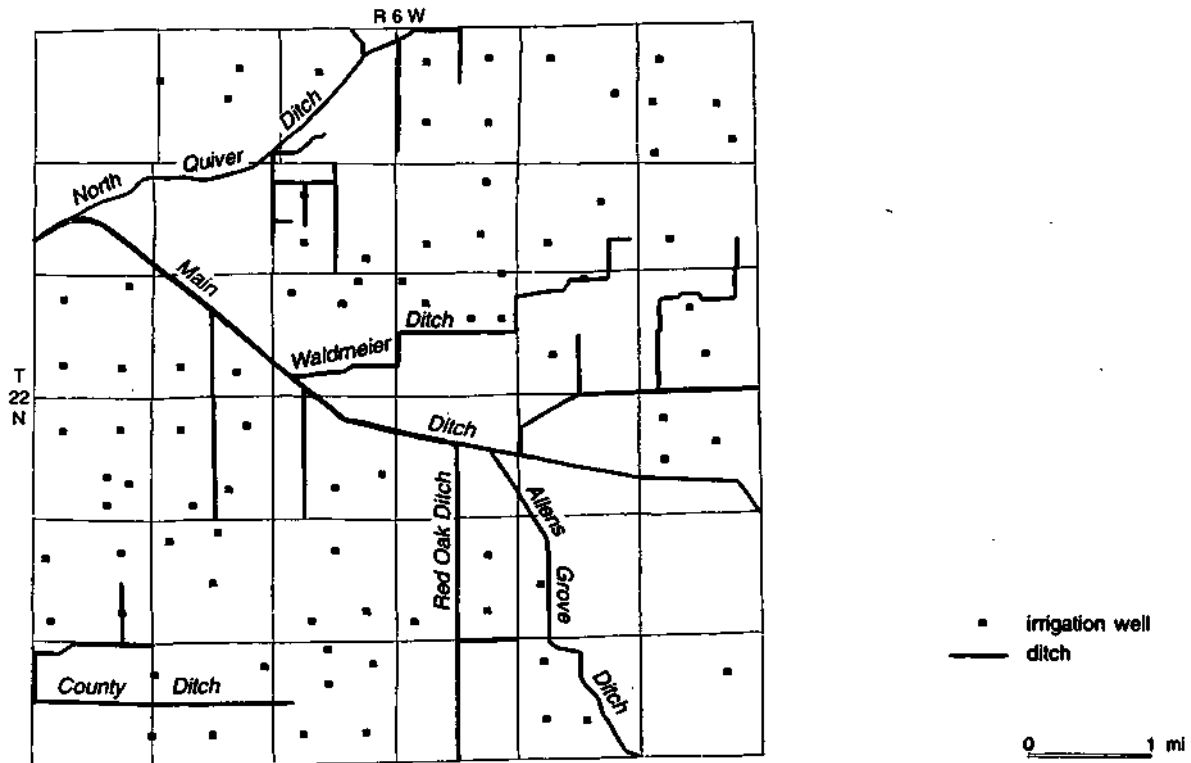 R 6 W
Ditch
Quiver
North
Main
Ditch
Waldmeier
T
22
N
Ditch
Allens
Red Oak Ditch
Grove
irrigation well
ditch
County Ditch
Ditch
0 1 mi